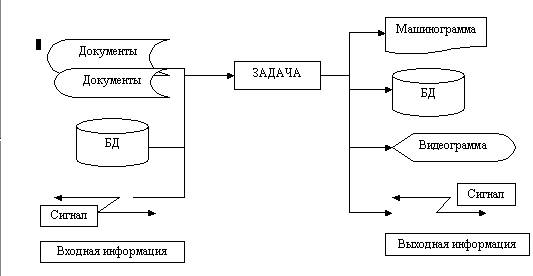 Документы
Документы
БД
Сигнал
Входная информация
ЗАДАЧА
Машинограмма
БД
Видеограмма
Сигнал
Выходная информация